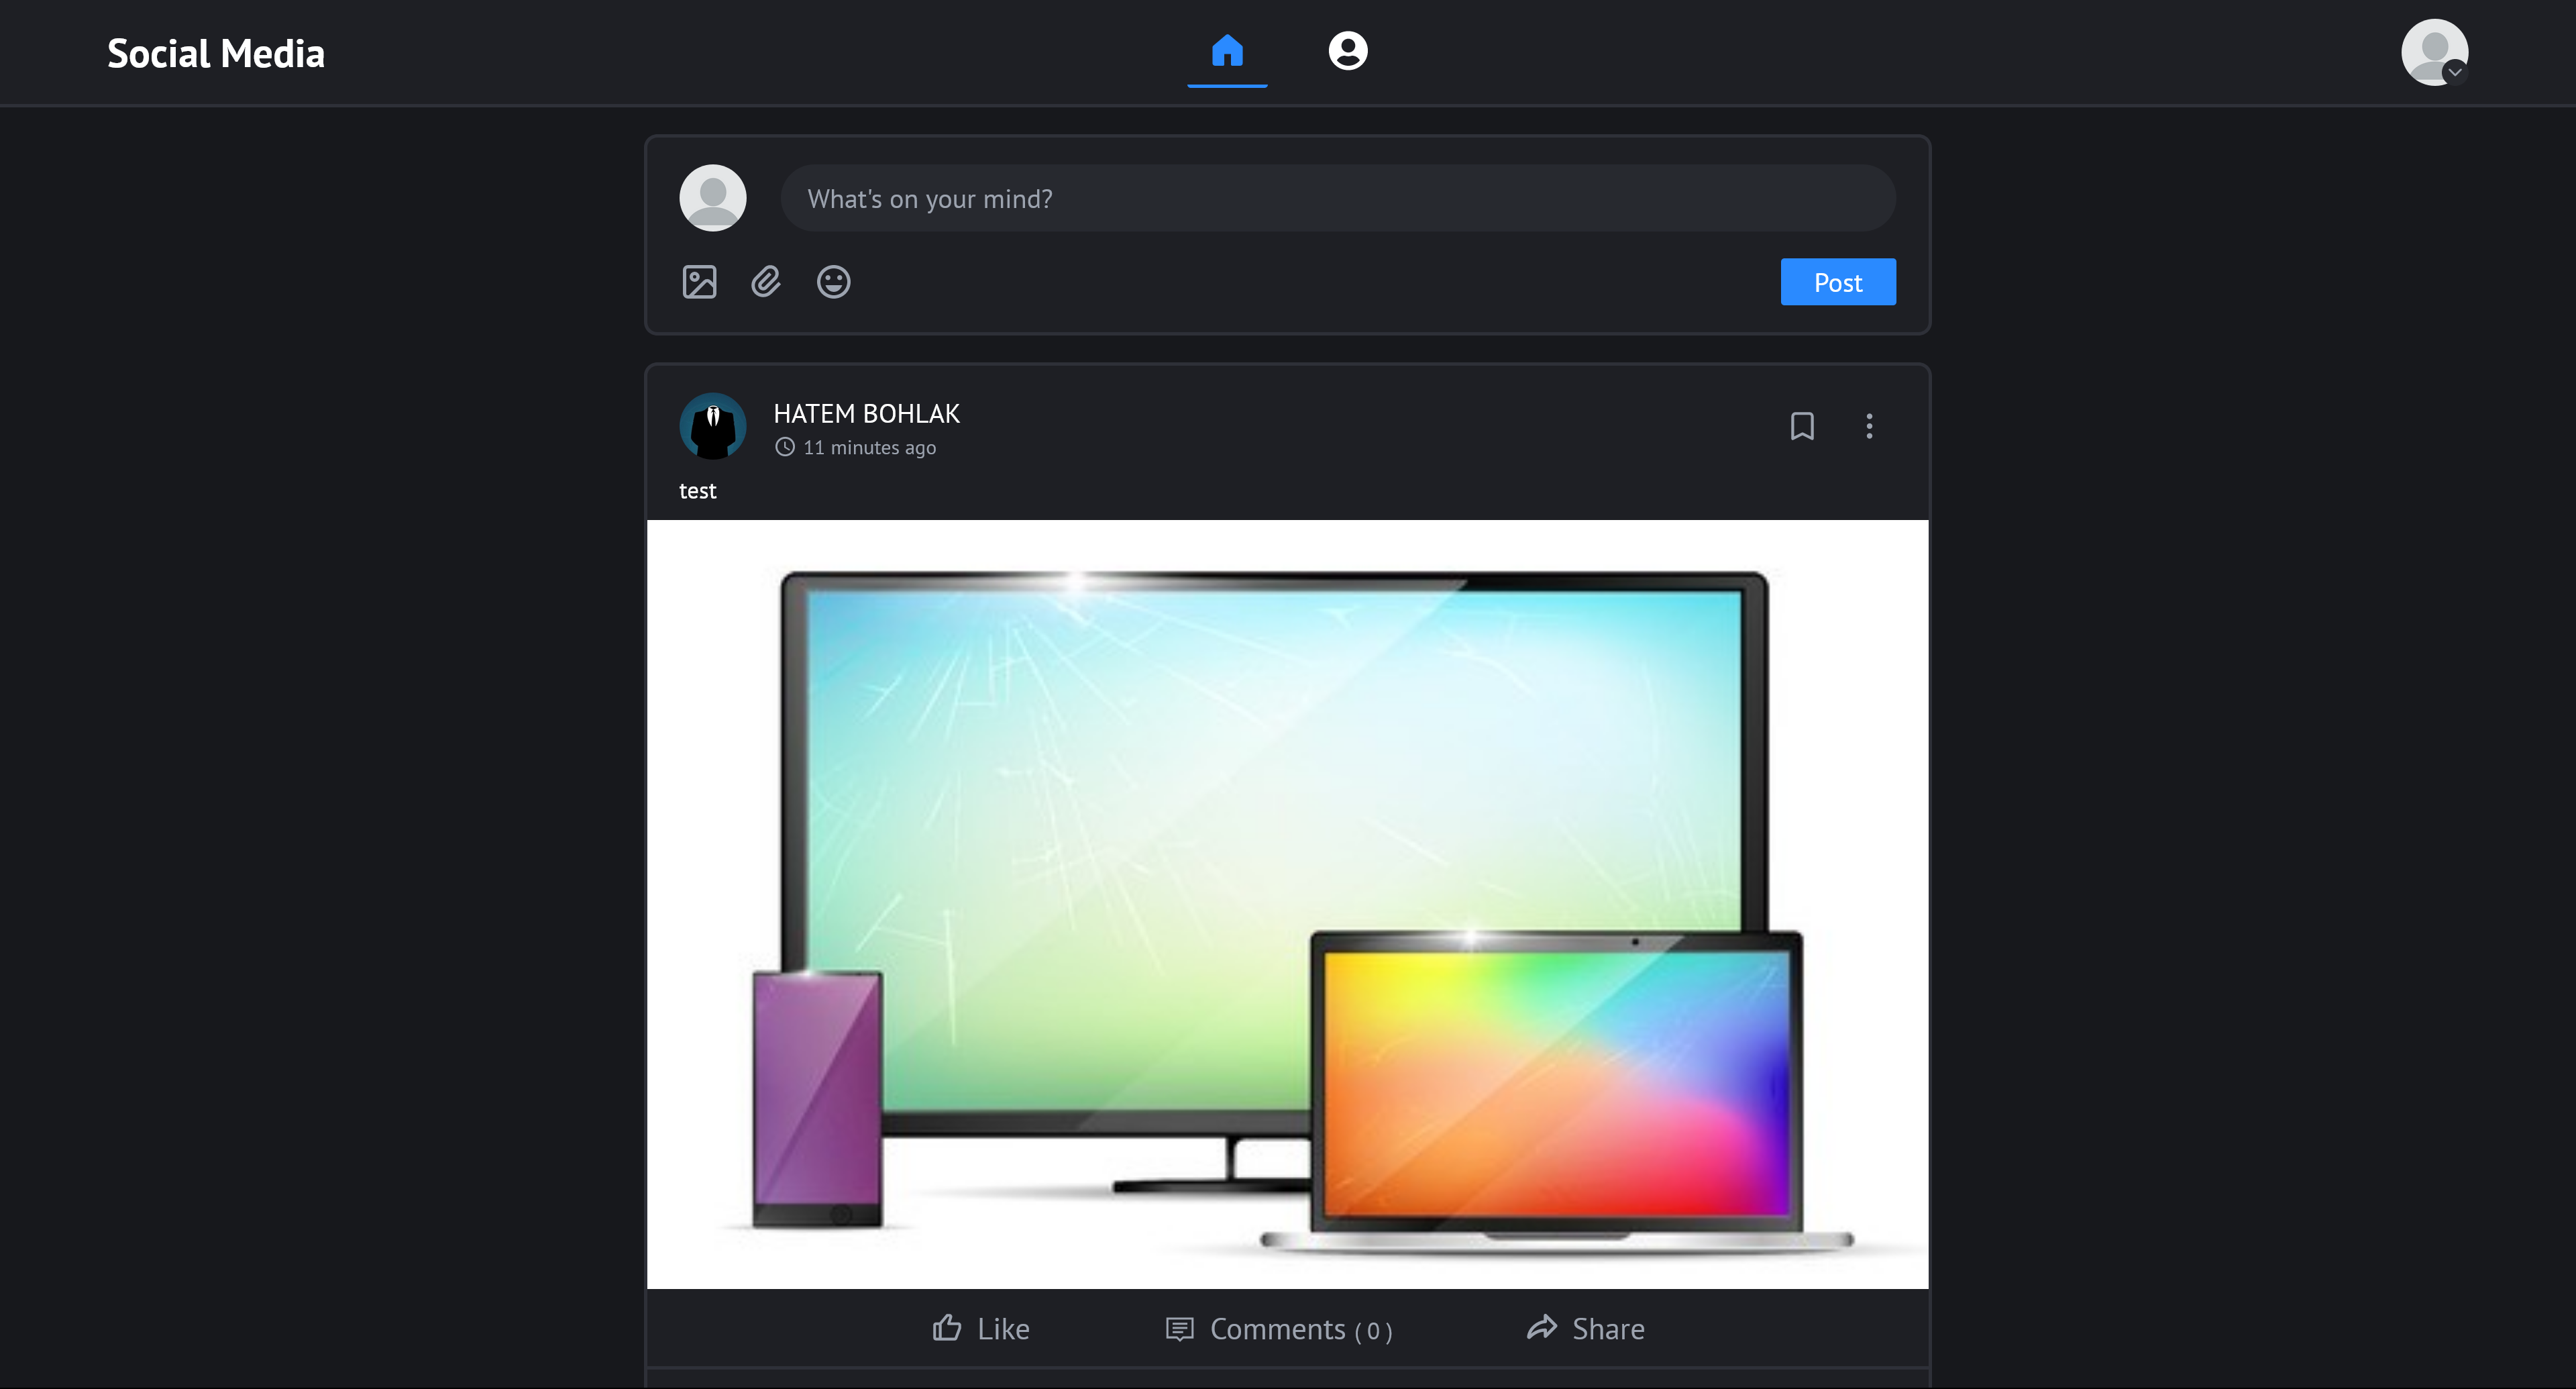 Social Media
What's on your mind?
Post
HATEM BOHLAK
11 minutes ago
test
Like
Comments ( 0 )
Share